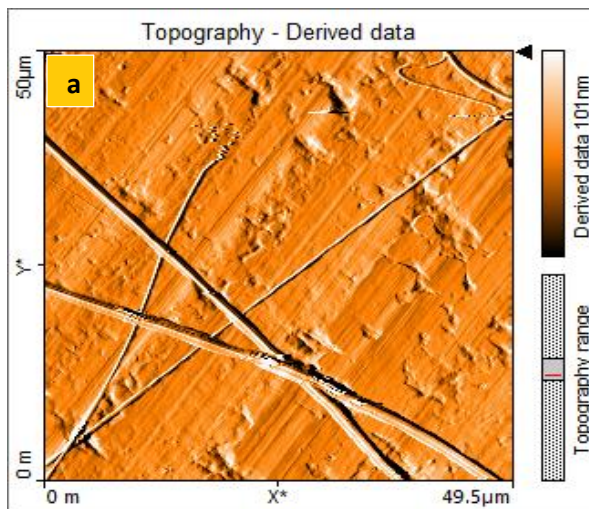 Topography - Derived data
a
50µm
Y*
0 m
0 m
X*
49.5µm
Derived data 101nm
Topography range